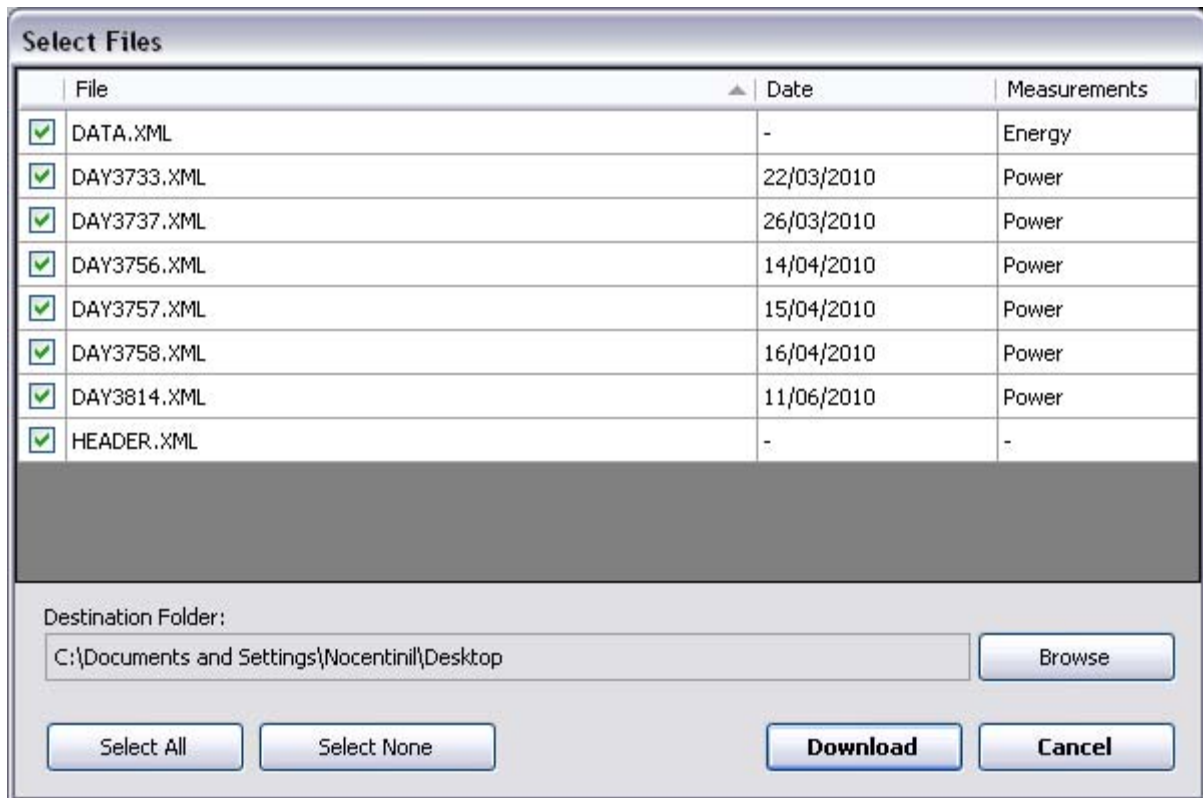 Select Files
File Date Measurements
DATA.XML - Energy
DAY3733.XML 22/03/2010 Power
DAY3737.XML 26/03/2010 Power
DAY3756.XML 14/04/2010 Power
DAY3757.XML 15/04/2010 Power
DAY3758.XML 16/04/2010 Power
DAY3814.XML 11/06/2010 Power
HEADER.XML - -
Destination Folder:
C:\Documents and Settings\Nocentinil\Desktop Browse
Select All Select None Download Cancel